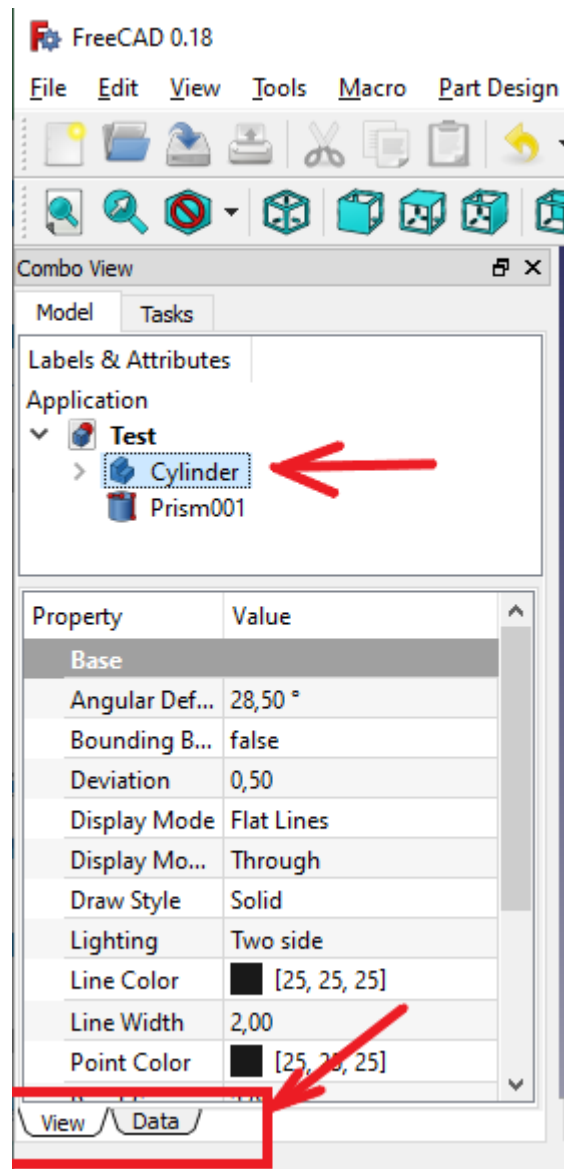 FreeCAD 0.18
File Edit View Tools Macro Part Design
Combo View
Model Tasks
Labels & Attributes
Application
Test
Cylinder
Prism001
Property Value
Base
Angular Def... 28,50 °
Bounding B... false
Deviation 0,50
Display Mode Flat Lines
Display Mo... Through
Draw Style Solid
Lighting Two side
Line Color [25, 25, 25]
Line Width 2,00
Point Color [25, 25, 25]
View Data